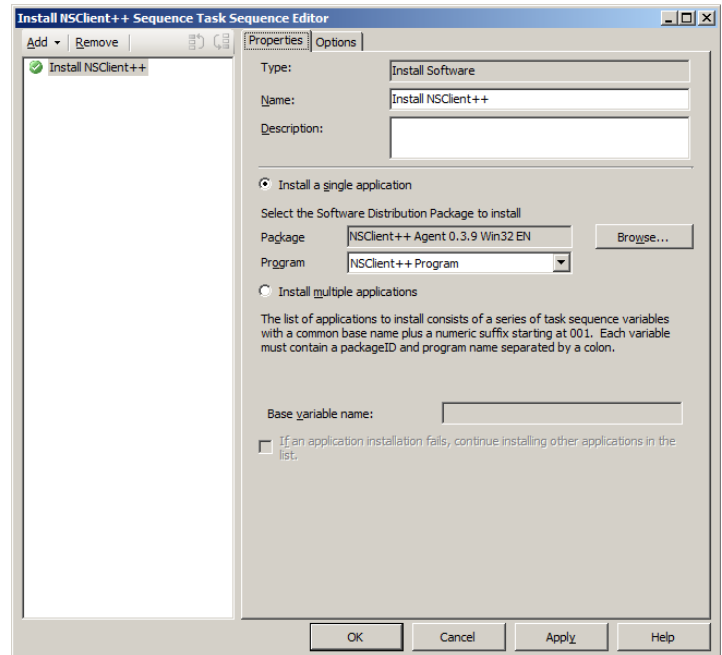 Install NSClient++ Sequence Task Sequence Editor
Add Remove
Install NSClient++
Properties Options
Type: Install Software
Name: Install NSClient++
Description:
Install a single application
Select the Software Distribution Package to install
Package NSClient++ Agent 0.3.9 Win32 EN Browse...
Program NSClient++ Program
Install multiple applications
The list of applications to install consists of a series of task sequence variables
with a common base name plus a numeric suffix starting at 001. Each variable
must contain a packageID and program name separated by a colon.
Base variable name:
If an application installation fails, continue installing other applications in the
list.
OK Cancel Apply Help